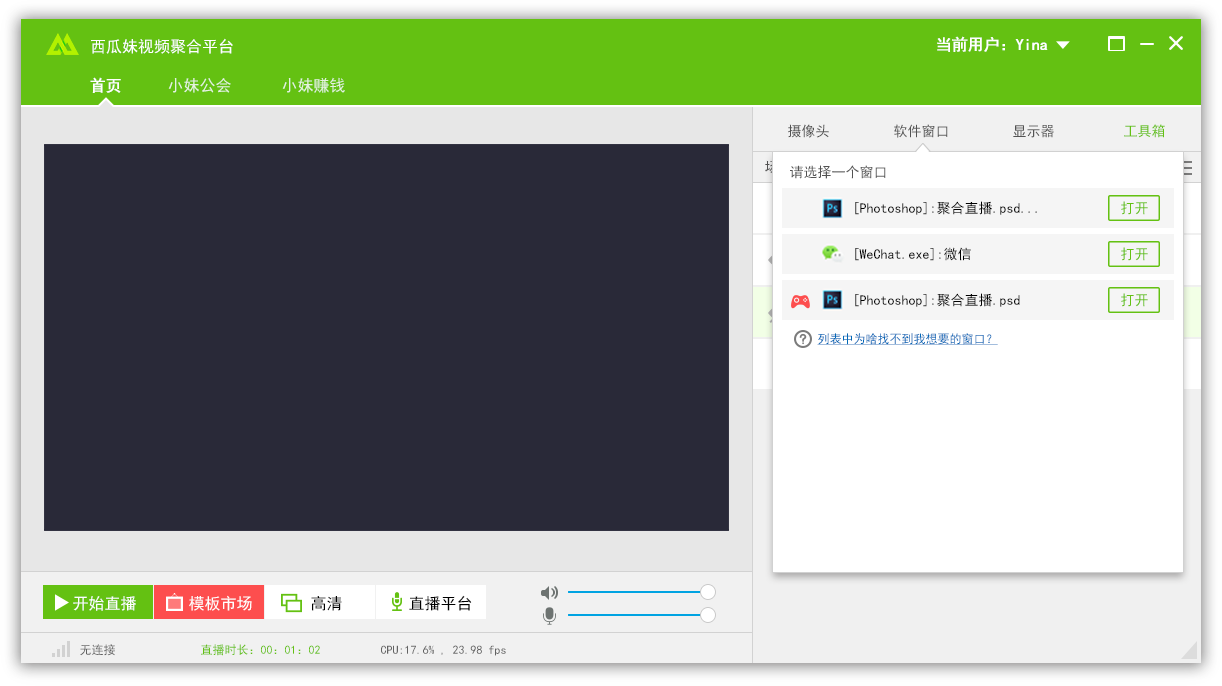 西瓜妹视频聚合平台
当前用户：Yina
首页 小妹公会 小妹赚钱
摄像头 软件窗口 显示器 工具箱
请选择一个窗口
Ps [Photoshop]:聚合直播.psd... 打开
[WeChat.exe]:微信 打开
Ps [Photoshop]:聚合直播.psd 打开
? 列表中为啥找不到我想要的窗口？
开始直播 模板市场 高清 直播平台
无连接 直播时长：00：01：02 CPU:17.6% , 23.98 fps